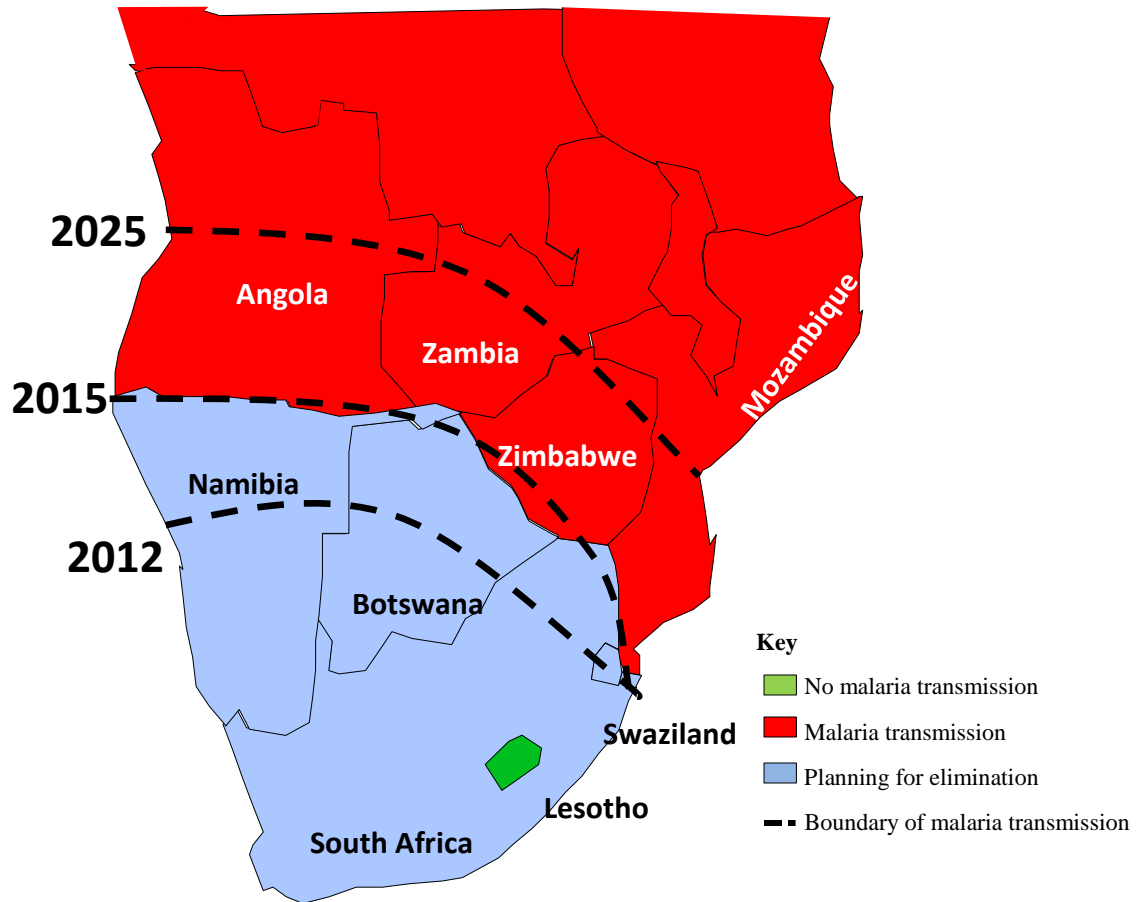 2025
Angola
Mozambique
Zambia
2015
Zimbabwe
Namibia
2012
Botswana
Key
No malaria transmission
Swaziland
Malaria transmission
Planning for elimination
Lesotho
Boundary of malaria transmission
South Africa